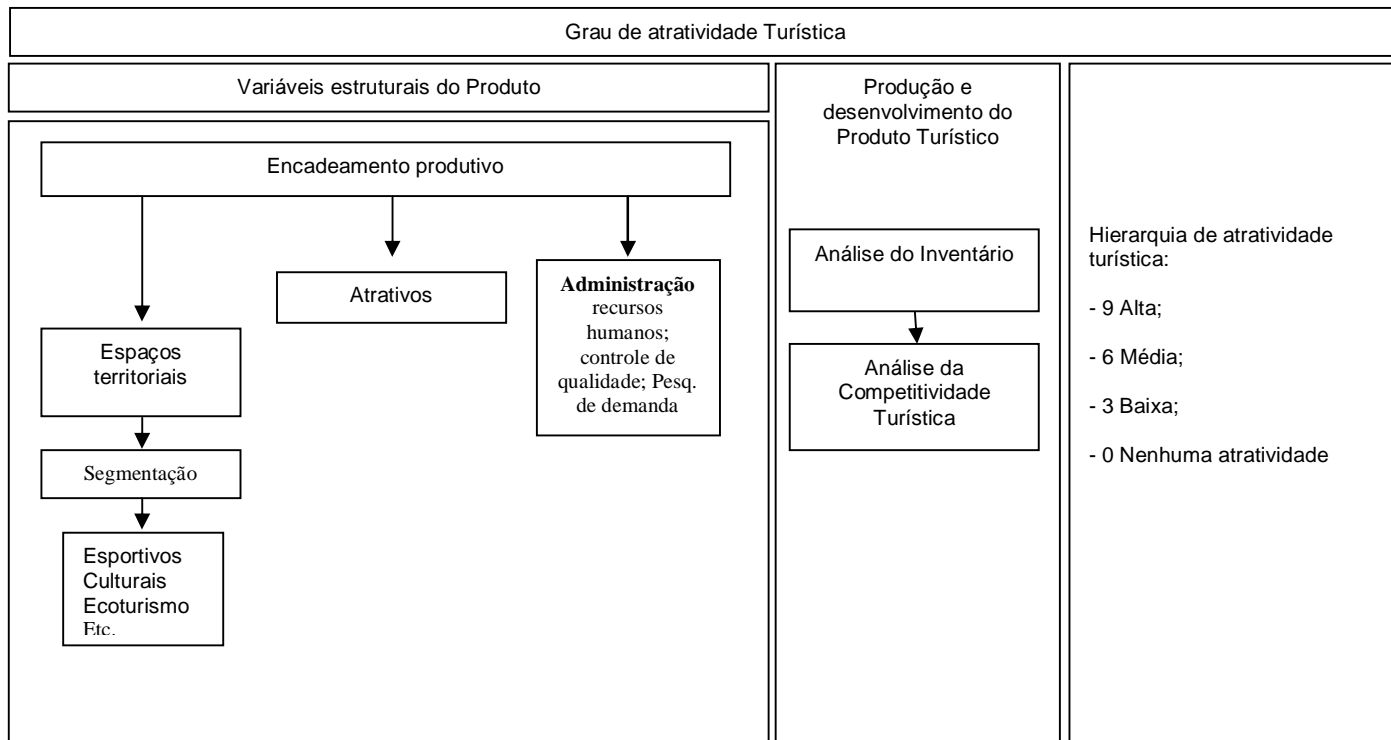 Grau de atratividade Turística
Variáveis estruturais do Produto
Encadeamento produtivo
Espaços
territoriais
Segmentação
Esportivos
Culturais
Ecoturismo
Etc.
Atrativos
Administração
recursos
humanos;
controle de
qualidade; Pesq.
de demanda
Produção e
desenvolvimento do
Produto Turístico
Análise do Inventário
Análise da
Competitividade
Turística
Hierarquia de atratividade
turística:
- 9 Alta;
- 6 Média;
- 3 Baixa;
- 0 Nenhuma atratividade